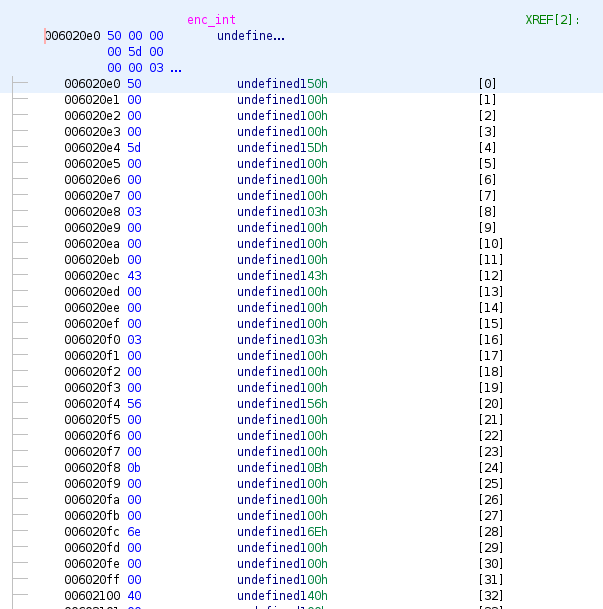 enc_int XREF[2]:
006020e0 50 00 00 undefine...
00 5d 00
00 00 03 ...
006020e0 50 undefined150h [0]
006020e1 00 undefined100h [1]
006020e2 00 undefined100h [2]
006020e3 00 undefined100h [3]
006020e4 5d undefined15Dh [4]
006020e5 00 undefined100h [5]
006020e6 00 undefined100h [6]
006020e7 00 undefined100h [7]
006020e8 03 undefined103h [8]
006020e9 00 undefined100h [9]
006020ea 00 undefined100h [10]
006020eb 00 undefined100h [11]
006020ec 43 undefined143h [12]
006020ed 00 undefined100h [13]
006020ee 00 undefined100h [14]
006020ef 00 undefined100h [15]
006020f0 03 undefined103h [16]
006020f1 00 undefined100h [17]
006020f2 00 undefined100h [18]
006020f3 00 undefined100h [19]
006020f4 56 undefined156h [20]
006020f5 00 undefined100h [21]
006020f6 00 undefined100h [22]
006020f7 00 undefined100h [23]
006020f8 0b undefined10Bh [24]
006020f9 00 undefined100h [25]
006020fa 00 undefined100h [26]
006020fb 00 undefined100h [27]
006020fc 6e undefined16Eh [28]
006020fd 00 undefined100h [29]
006020fe 00 undefined100h [30]
006020ff 00 undefined100h [31]
00602100 40 undefined140h [32]